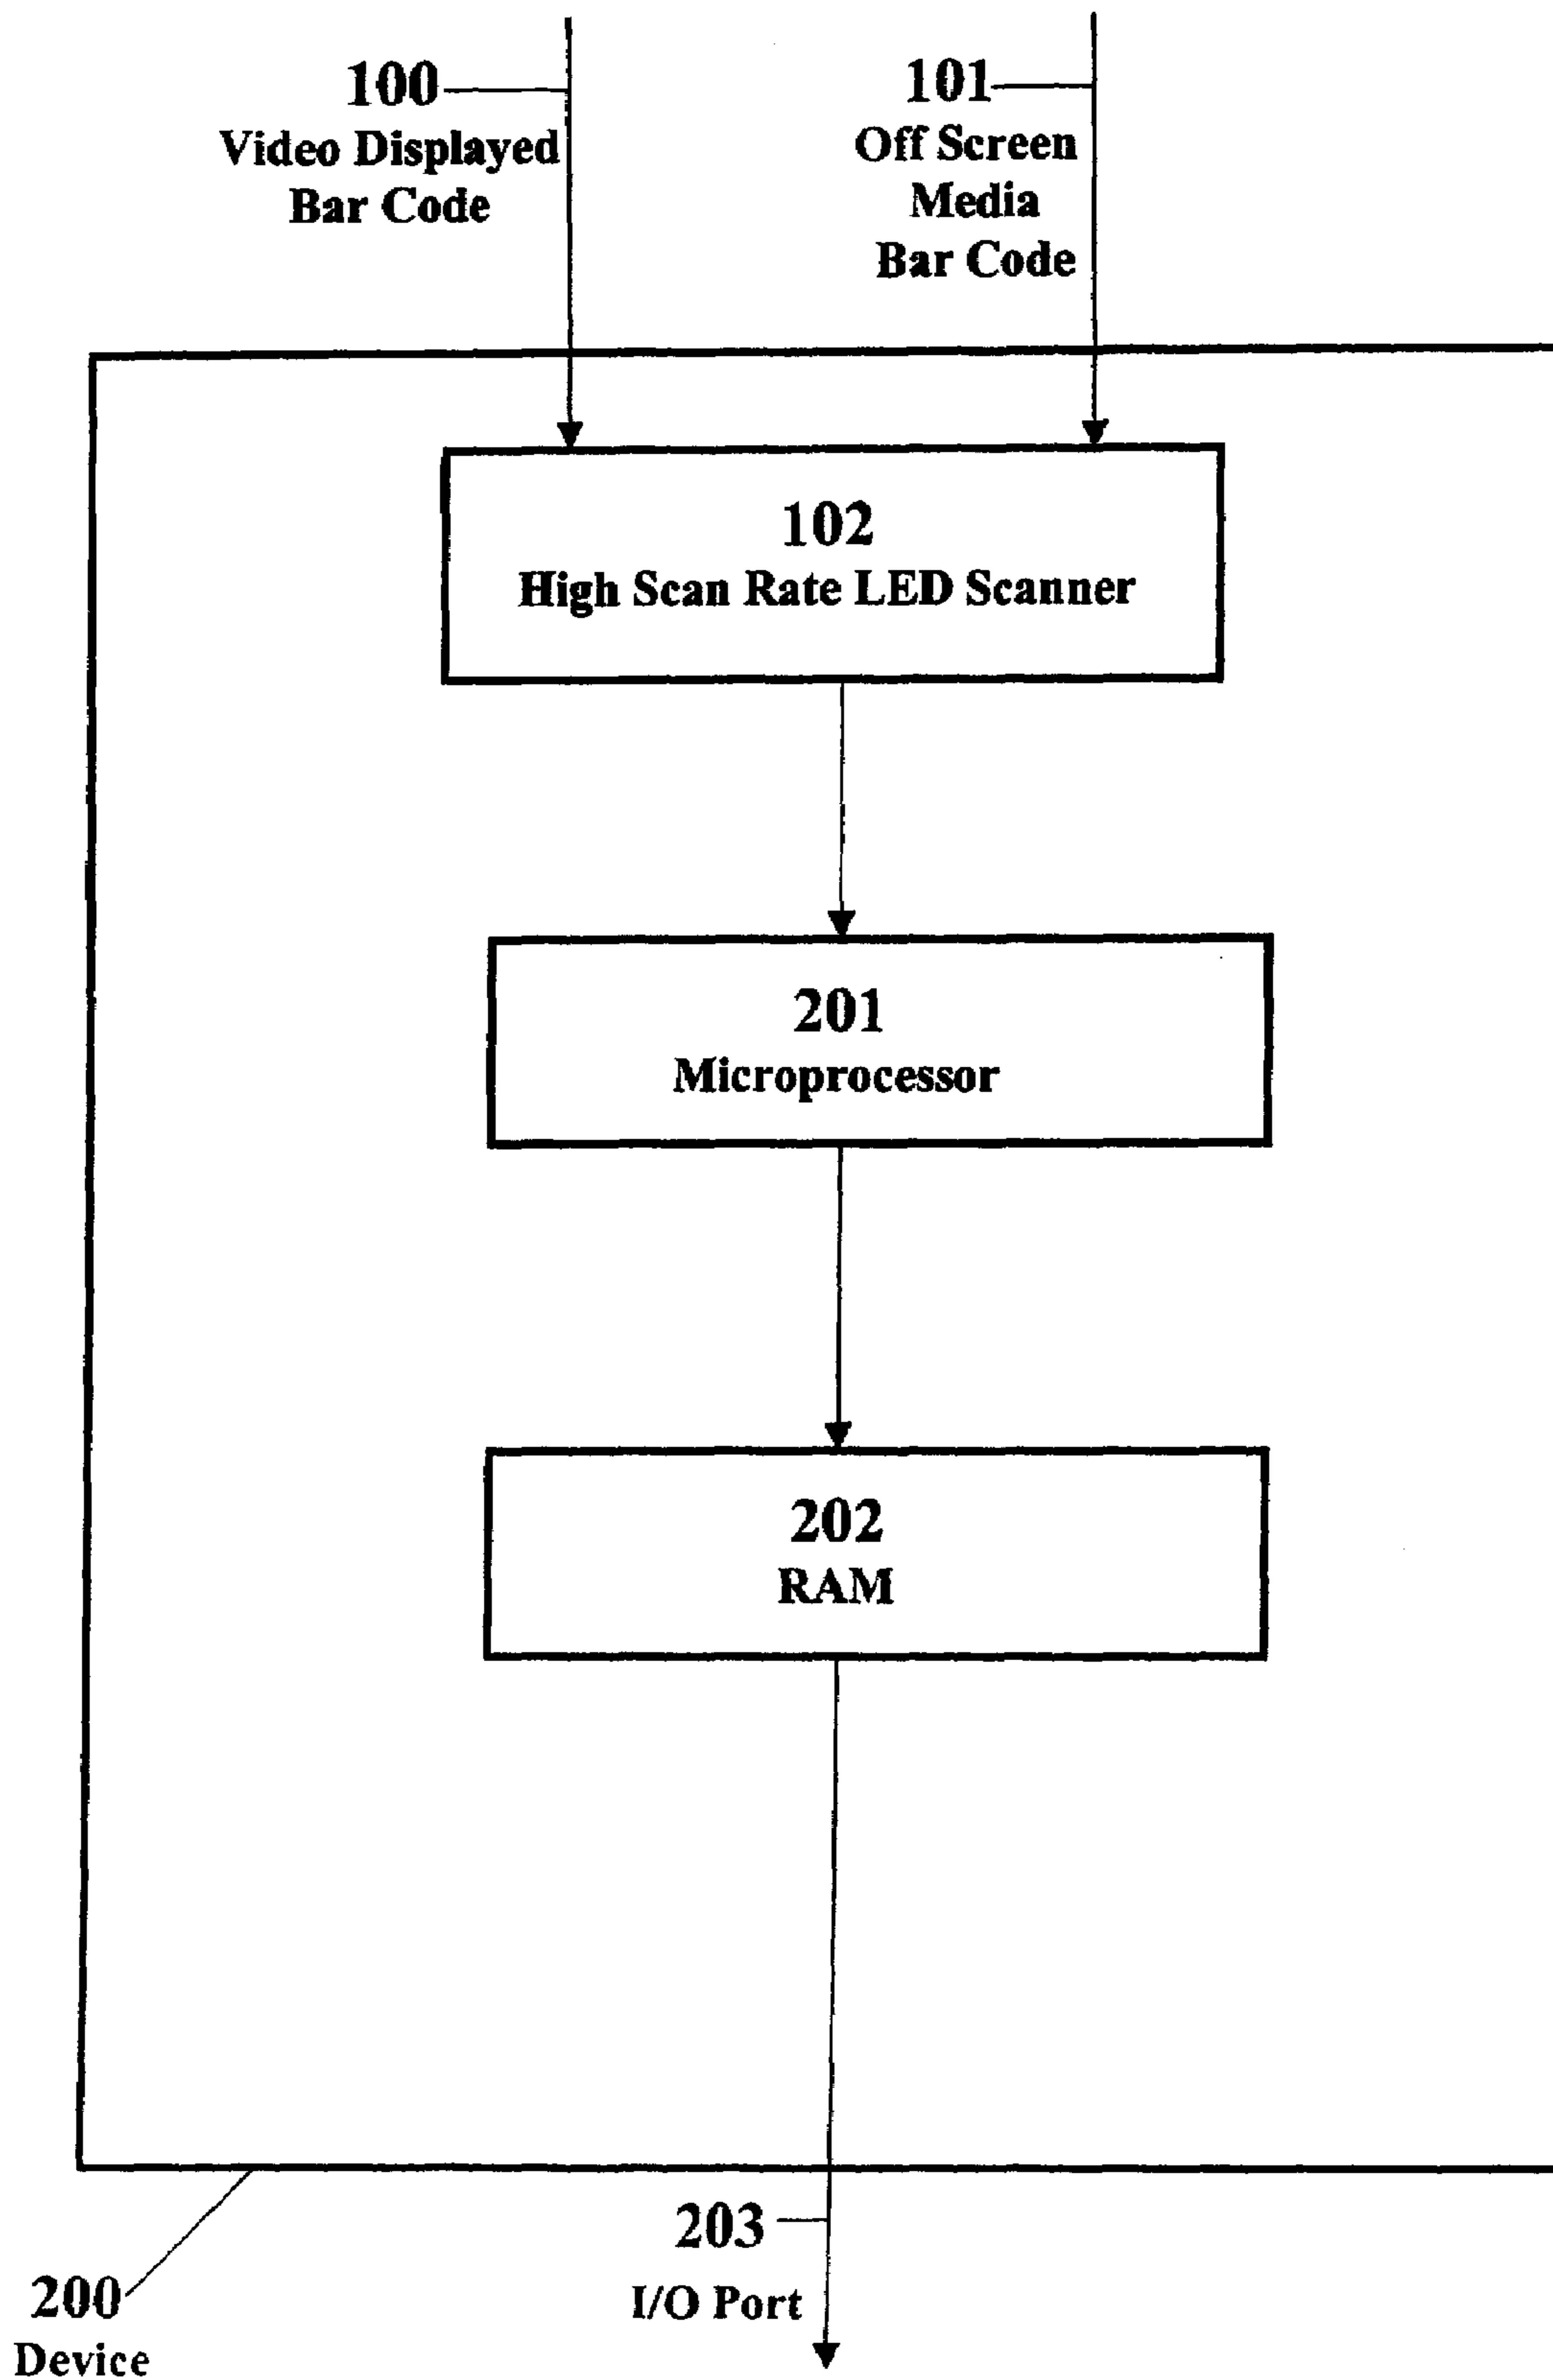 100
Video Displayed
Bar Code
101
Off Screen
Media
Bar Code
102
High Scan Rate LED Scanner
201
Microprocessor
202
RAM
203
I/O Port
200
Device